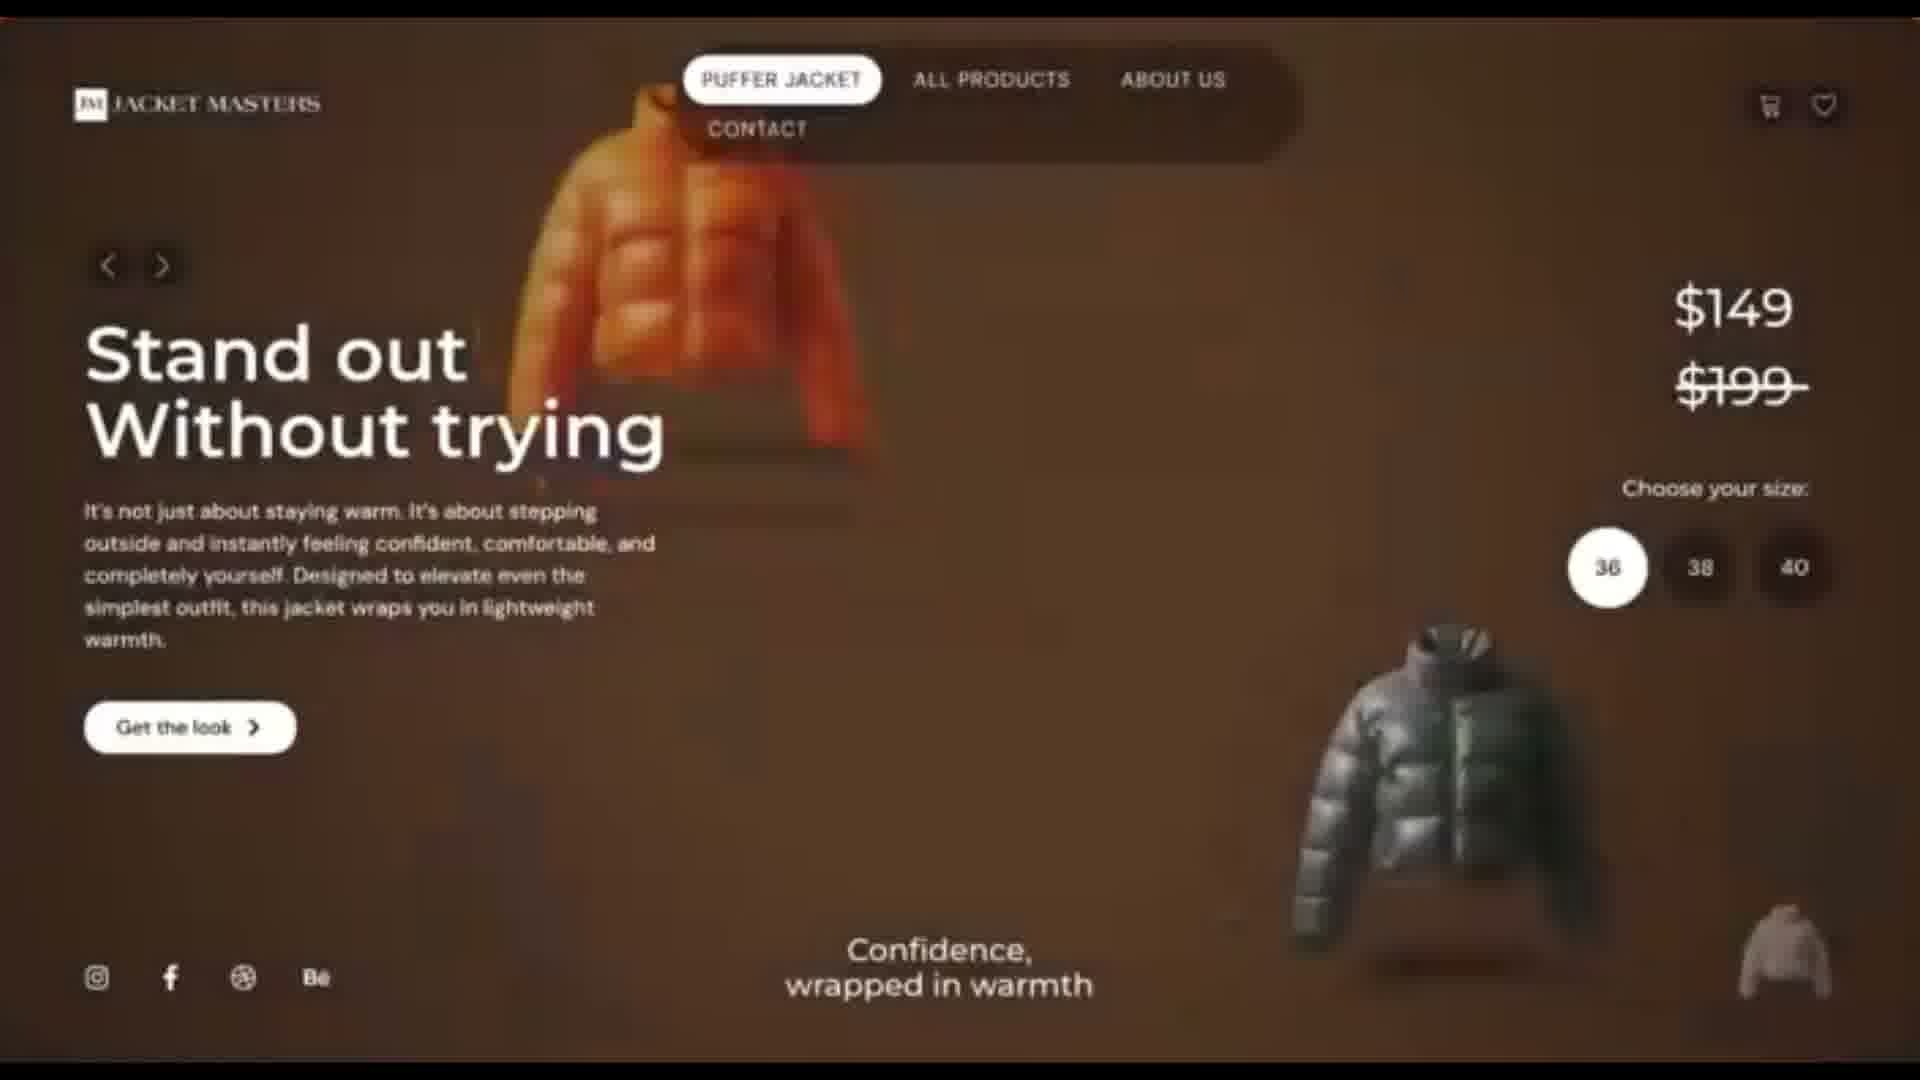 JM JACKET MASTERS
PUFFER JACKET ALL PRODUCTS ABOUT US
CONTACT
Stand out
Without trying
It's not just about staying warm. It's about stepping
outside and instantly feeling confident, comfortable, and
completely yourself. Designed to elevate even the
simplest outfit, this jacket wraps you in lightweight
warmth.
Get the look
$149
$199
Choose your size:
36 38 40
Confidence,
wrapped in warmth
Bē